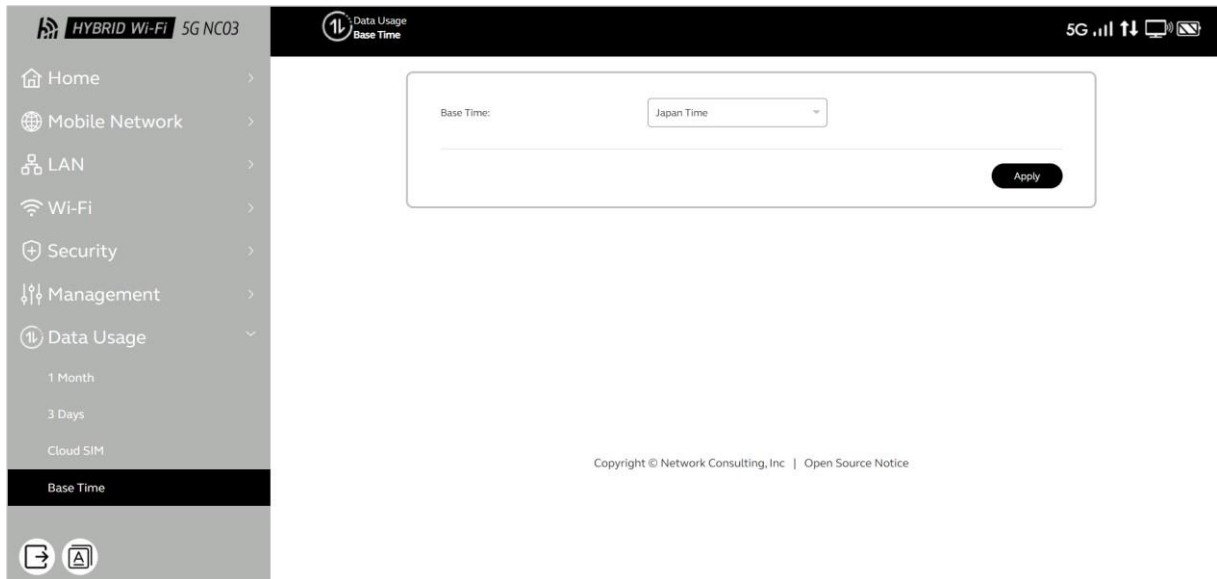 HYBRID Wi-Fi 5G NC03
Data Usage
Base Time
5G
Home
Mobile Network
LAN
Wi-Fi
Security
Management
Data Usage
1 Month
3 Days
Cloud SIM
Base Time
A
Base Time: Japan Time
Apply
Copyright © Network Consulting, Inc | Open Source Notice